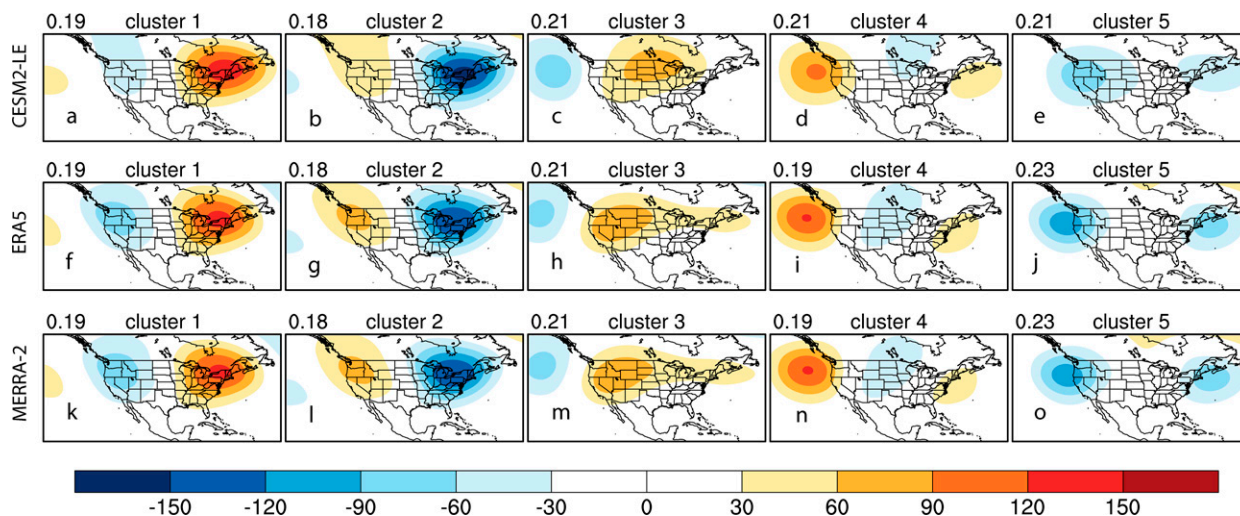 0.19 cluster 1 0.18 cluster 2 0.21 cluster 3 0.21 cluster 4 0.21 cluster 5
CESM2-LE
a b c d e
0.19 cluster 1 0.18 cluster 2 0.21 cluster 3 0.19 cluster 4 0.23 cluster 5
ERA5
f g h i j
0.19 cluster 1 0.18 cluster 2 0.21 cluster 3 0.19 cluster 4 0.23 cluster 5
MERRA-2
k l m n o
-150 -120 -90 -60 -30 0 30 60 90 120 150